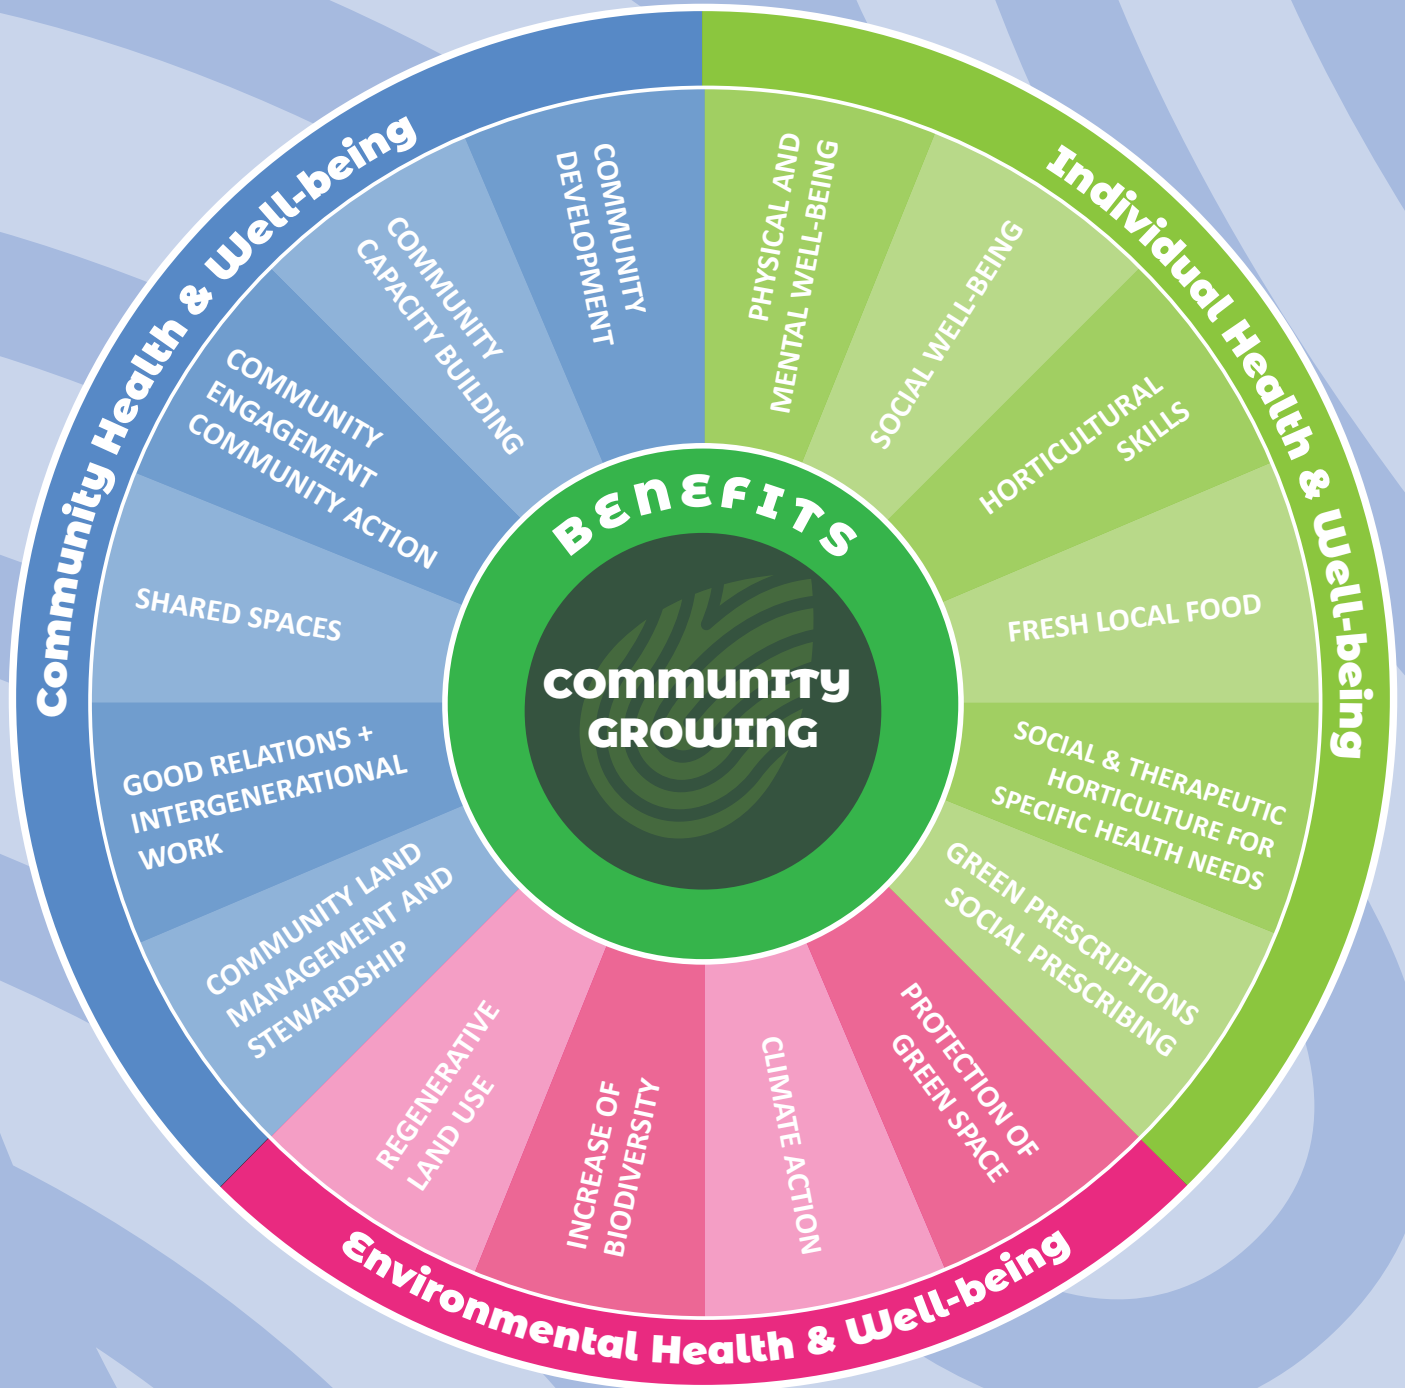 BENEFITS
COMMUNITY
GROWING
Individual Health & Well-being
PHYSICAL AND
MENTAL WELL-BEING
SOCIAL WELL-BEING
HORTICULTURAL
SKILLS
FRESH LOCAL FOOD
SOCIAL & THERAPEUTIC
HORTICULTURE FOR
SPECIFIC HEALTH NEEDS
GREEN PRESCRIPTIONS
SOCIAL PRESCRIBING
Environmental Health & Well-being
PROTECTION OF
GREEN SPACE
CLIMATE ACTION
INCREASE OF
BIODIVERSITY
REGENERATIVE
LAND USE
Community Health & Well-being
COMMUNITY LAND
MANAGEMENT AND
STEWARDSHIP
GOOD RELATIONS +
INTERGENERATIONAL
WORK
SHARED SPACES
COMMUNITY
ENGAGEMENT
COMMUNITY ACTION
COMMUNITY
CAPACITY BUILDING
COMMUNITY
DEVELOPMENT